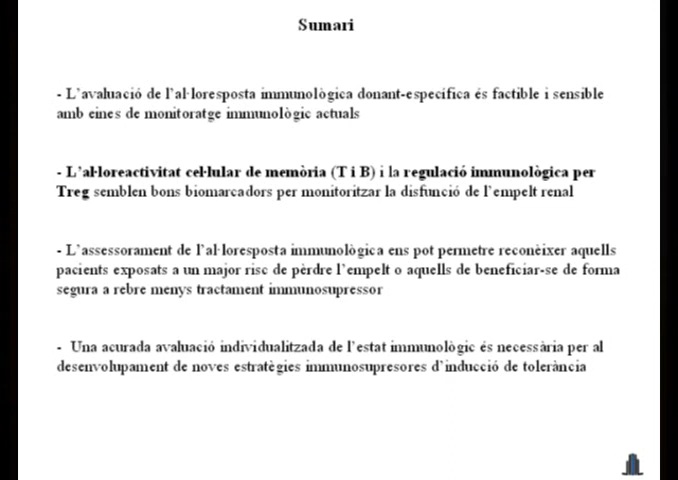 Sumari
- L'avaluació de l'al·loresposta immunològica donant-específica és factible i sensible
amb eines de monitoratge immunològic actuals
- L'al·loreactivitat cel·lular de memòria (T i B) i la regulació immunològica per
Treg semblen bons biomarcadors per monitoritzar la disfunció de l'empelt renal
- L'assessorament de l'al·loresposta immunològica ens pot permetre reconèixer aquells
pacients exposats a un major risc de pèrdre l'empelt o aquells de beneficiar-se de forma
segura a rebre menys tractament immunosupressor
- Una acurada avaluació individualitzada de l'estat immunològic és necessària per al
desenvolupament de noves estratègies immunosupresores d'inducció de tolerància